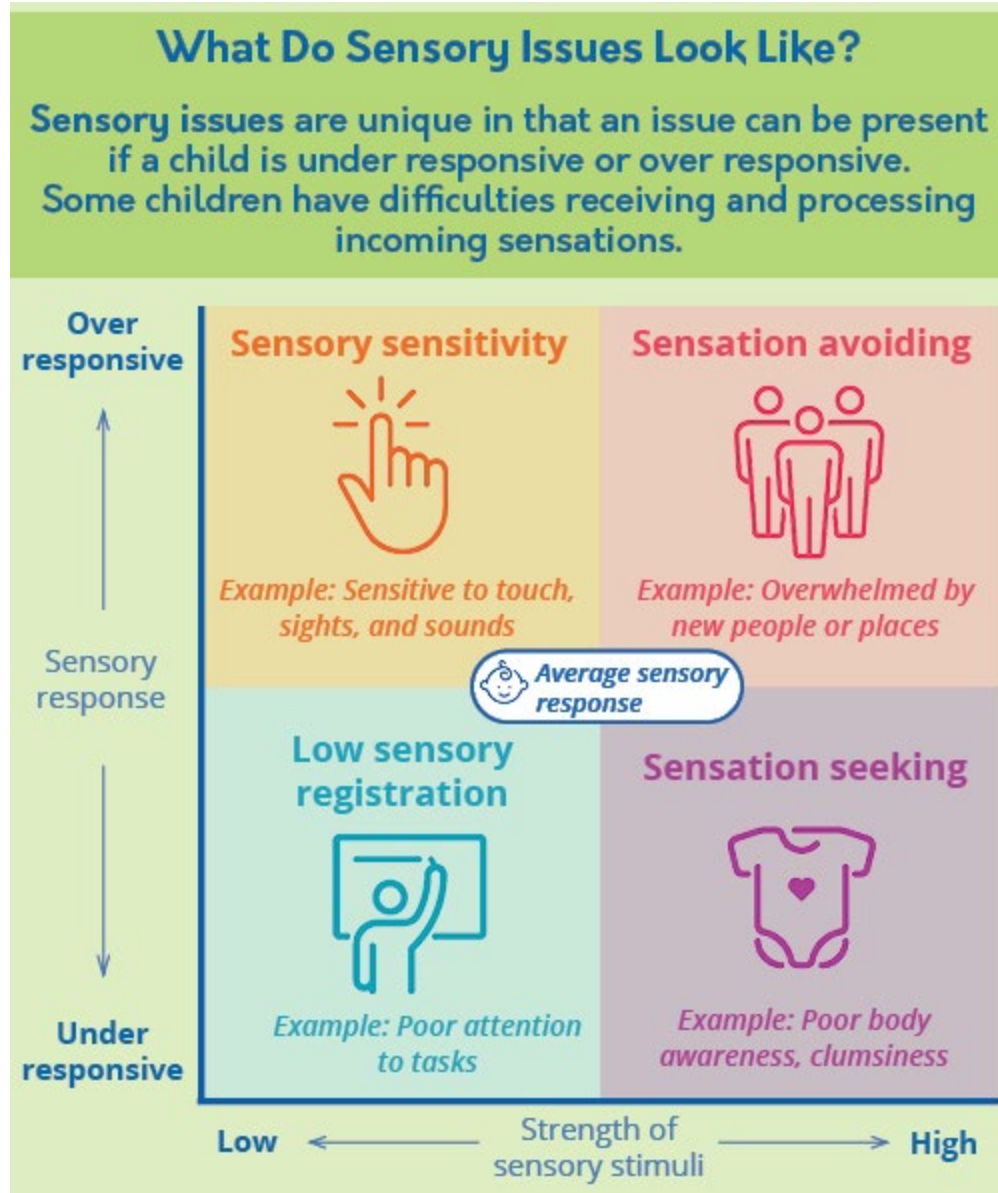 What Do Sensory Issues Look Like?
Sensory issues are unique in that an issue can be present
if a child is under responsive or over responsive.
Some children have difficulties receiving and processing
incoming sensations.
Over
responsive
Sensory
response
Under
responsive
Sensory sensitivity
Example: Sensitive to touch,
sights, and sounds
Sensation avoiding
Example: Overwhelmed by
new people or places
Average sensory
response
Low sensory
registration
Example: Poor attention
to tasks
Sensation seeking
Example: Poor body
awareness, clumsiness
Low
Strength of
sensory stimuli
High